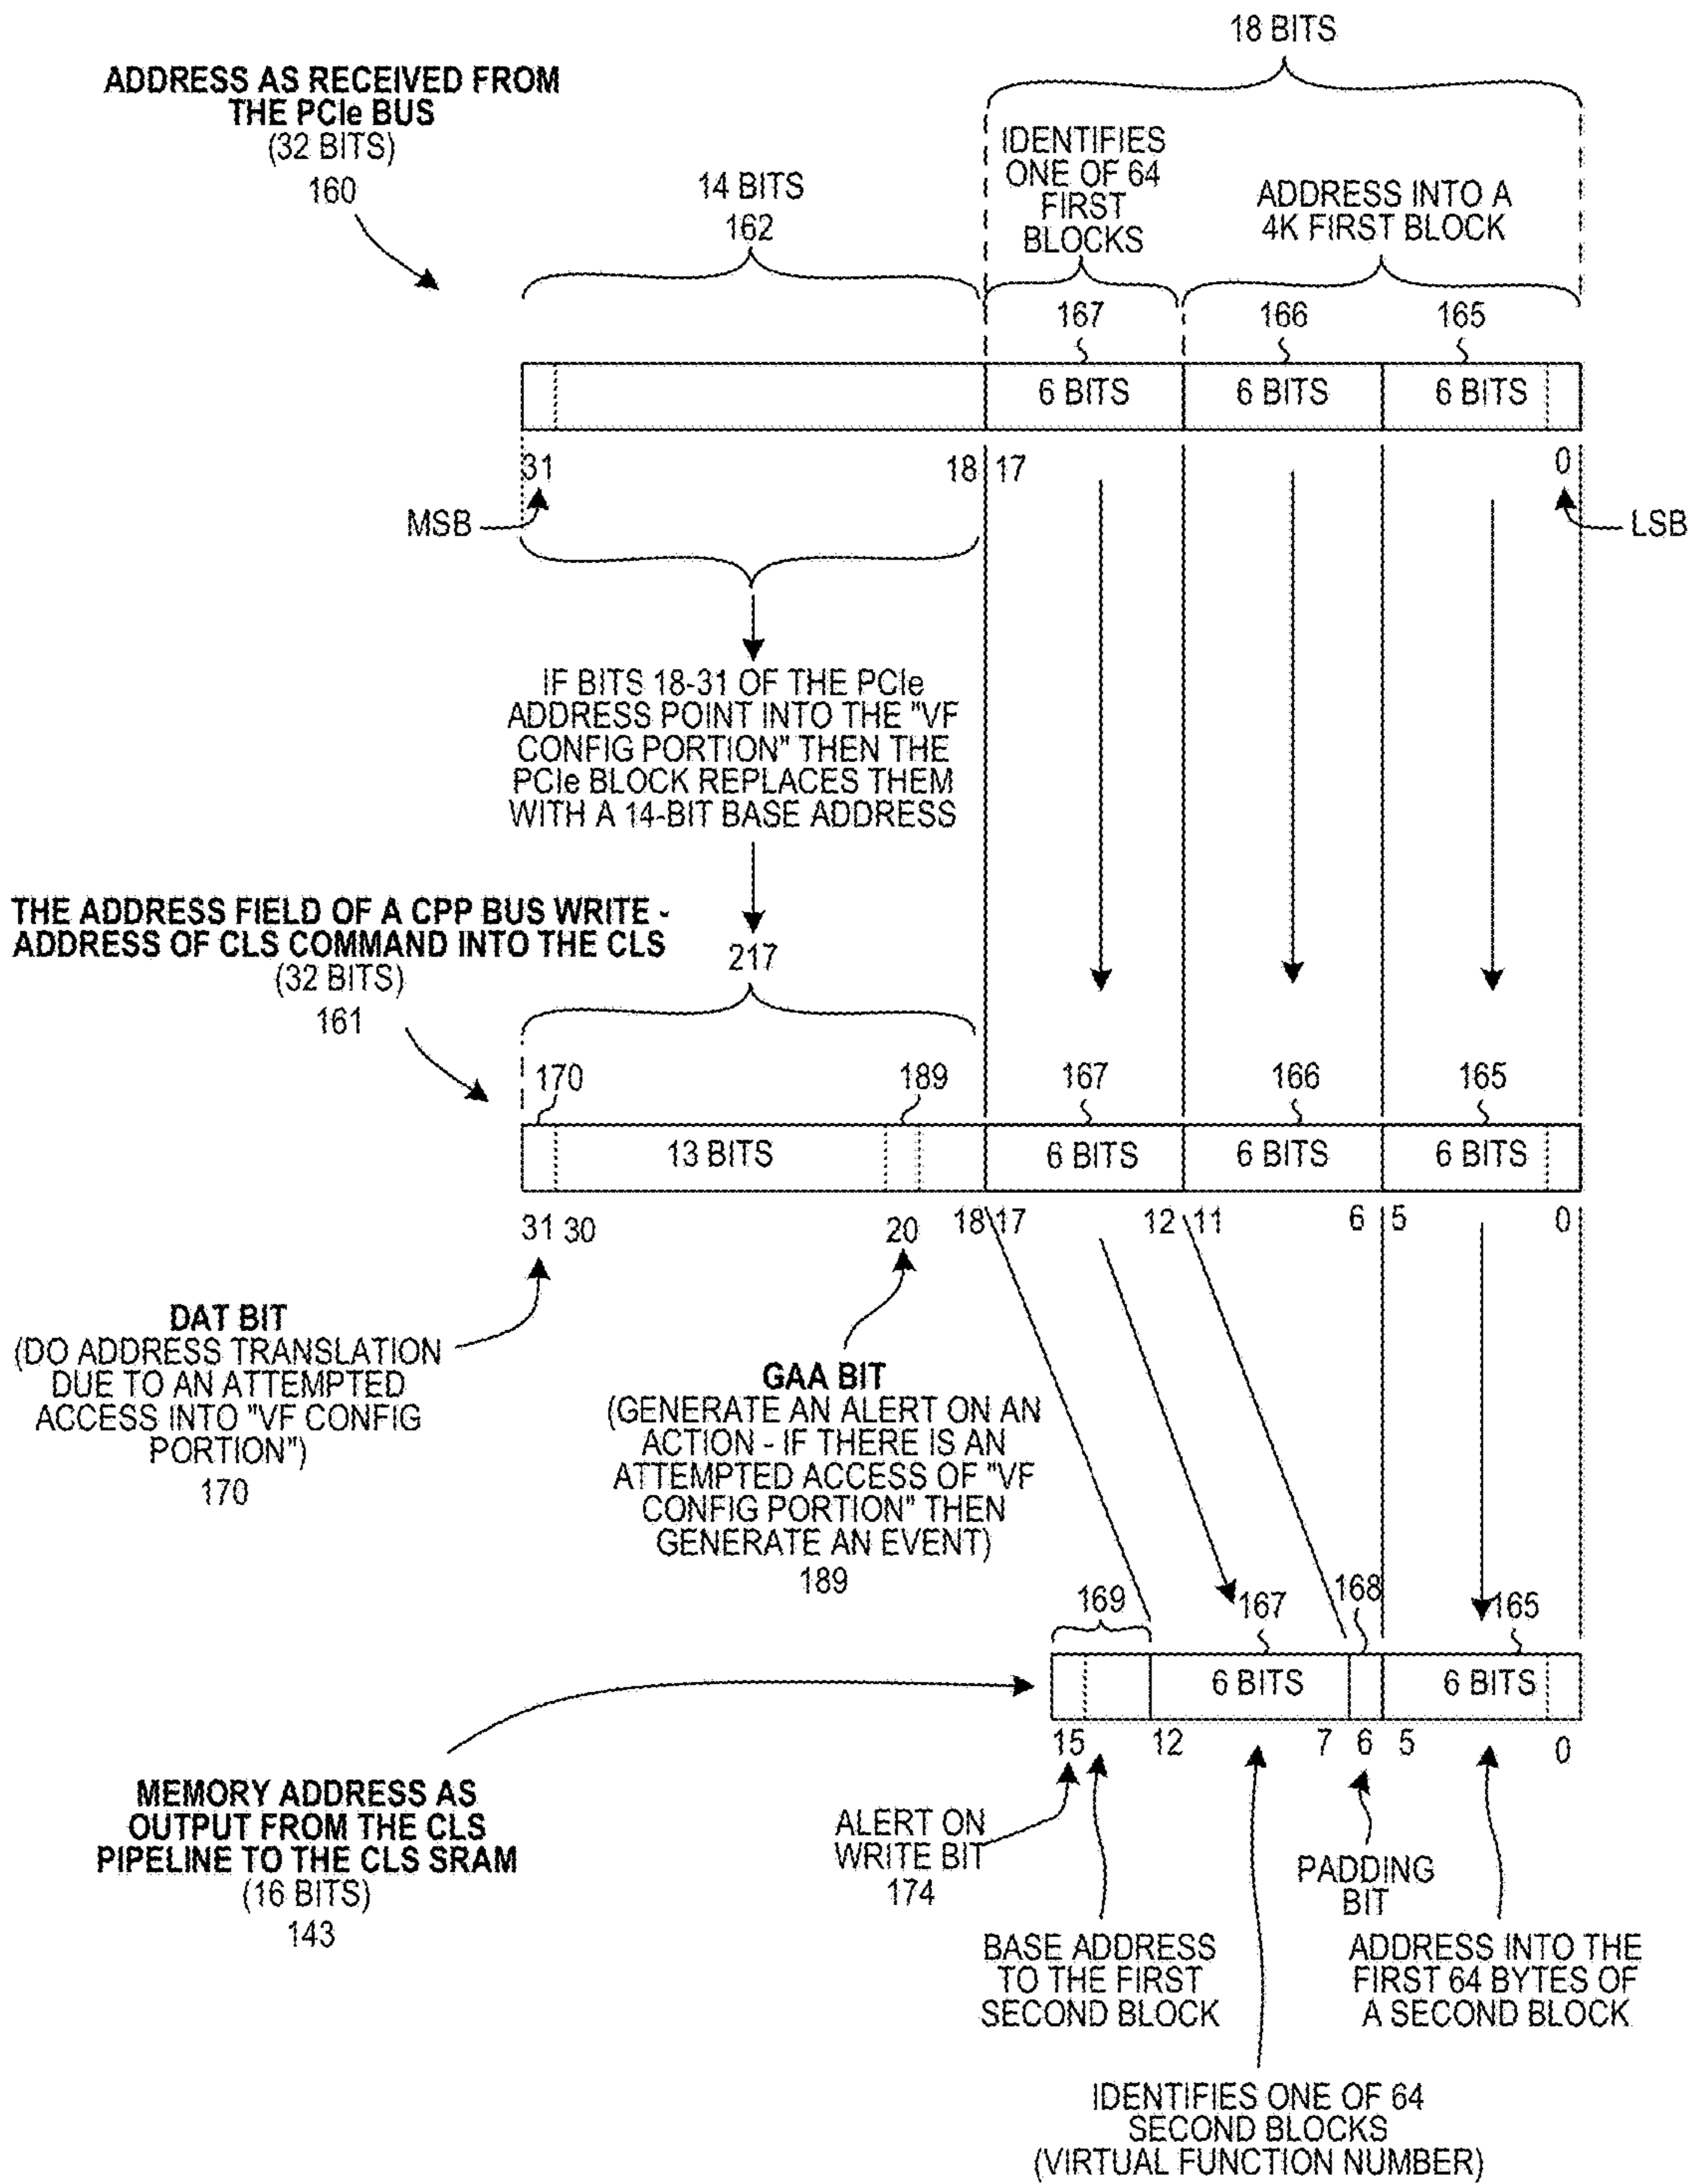 18 BITS
ADDRESS AS RECEIVED FROM
THE PCIe BUS
(32 BITS)
160
14 BITS
162
IDENTIFIES
ONE OF 64
FIRST
BLOCKS
ADDRESS INTO A
4K FIRST BLOCK
167
166
165
6 BITS
6 BITS
6 BITS
31
18
17
0
MSB
LSB
IF BITS 18-31 OF THE PCIe
ADDRESS POINT INTO THE "VF
CONFIG PORTION" THEN THE
PCIe BLOCK REPLACES THEM
WITH A 14-BIT BASE ADDRESS
THE ADDRESS FIELD OF A CPP BUS WRITE -
ADDRESS OF CLS COMMAND INTO THE CLS
(32 BITS)
161
217
170
189
167
166
165
13 BITS
6 BITS
6 BITS
6 BITS
31
30
20
18
17
12
11
6
5
0
DAT BIT
(DO ADDRESS TRANSLATION
DUE TO AN ATTEMPTED
ACCESS INTO "VF CONFIG
PORTION")
170
GAA BIT
(GENERATE AN ALERT ON AN
ACTION - IF THERE IS AN
ATTEMPTED ACCESS OF "VF
CONFIG PORTION" THEN
GENERATE AN EVENT)
189
169
167
168
165
6 BITS
6 BITS
15
12
7
6
5
0
MEMORY ADDRESS AS
OUTPUT FROM THE CLS
PIPELINE TO THE CLS SRAM
(16 BITS)
143
ALERT ON
WRITE BIT
174
BASE ADDRESS
TO THE FIRST
SECOND BLOCK
PADDING
BIT
ADDRESS INTO THE
FIRST 64 BYTES OF
A SECOND BLOCK
IDENTIFIES ONE OF 64
SECOND BLOCKS
(VIRTUAL FUNCTION NUMBER)